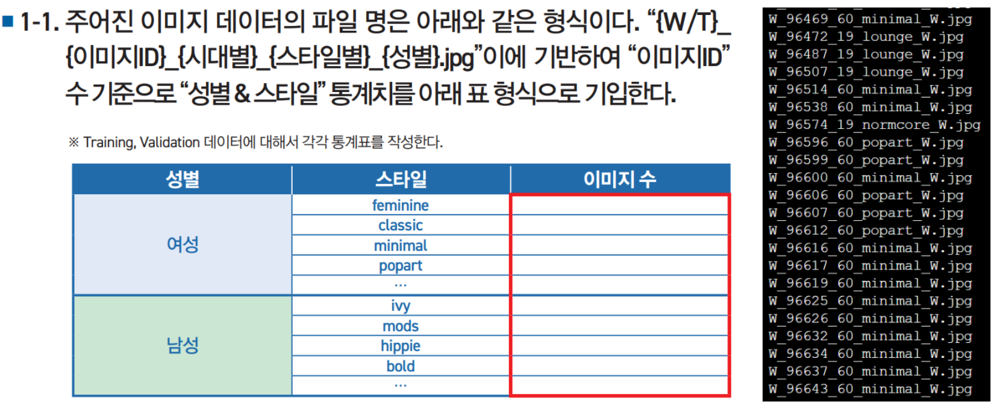 1-1. 주어진 이미지 데이터의 파일 명은 아래와 같은 형식이다. “{W/T}_
{이미지ID}_{시대별}_{스타일별}_{성별}.jpg”이에 기반하여 “이미지ID”
수 기준으로 “성별 & 스타일” 통계치를 아래 표 형식으로 기입한다.
※ Training, Validation 데이터에 대해서 각각 통계표를 작성한다.
성별 스타일 이미지 수
여성
feminine
classic
minimal
popart
...
남성
ivy
mods
hippie
bold
...
W_96469_60_minimal_W.jpg
W_96472_19_lounge_W.jpg
W_96487_19_lounge_W.jpg
W_96507_19_lounge_W.jpg
W_96514_60_minimal_W.jpg
W_96538_60_minimal_W.jpg
W_96574_19_normcore_W.jpg
W_96596_60_popart_W.jpg
W_96599_60_popart_W.jpg
W_96600_60_minimal_W.jpg
W_96606_60_popart_W.jpg
W_96607_60_popart_W.jpg
W_96612_60_popart_W.jpg
W_96616_60_minimal_W.jpg
W_96617_60_minimal_W.jpg
W_96619_60_minimal_W.jpg
W_96625_60_minimal_W.jpg
W_96626_60_minimal_W.jpg
W_96632_60_minimal_W.jpg
W_96634_60_minimal_W.jpg
W_96637_60_minimal_W.jpg
W_96643_60_minimal_W.jpg